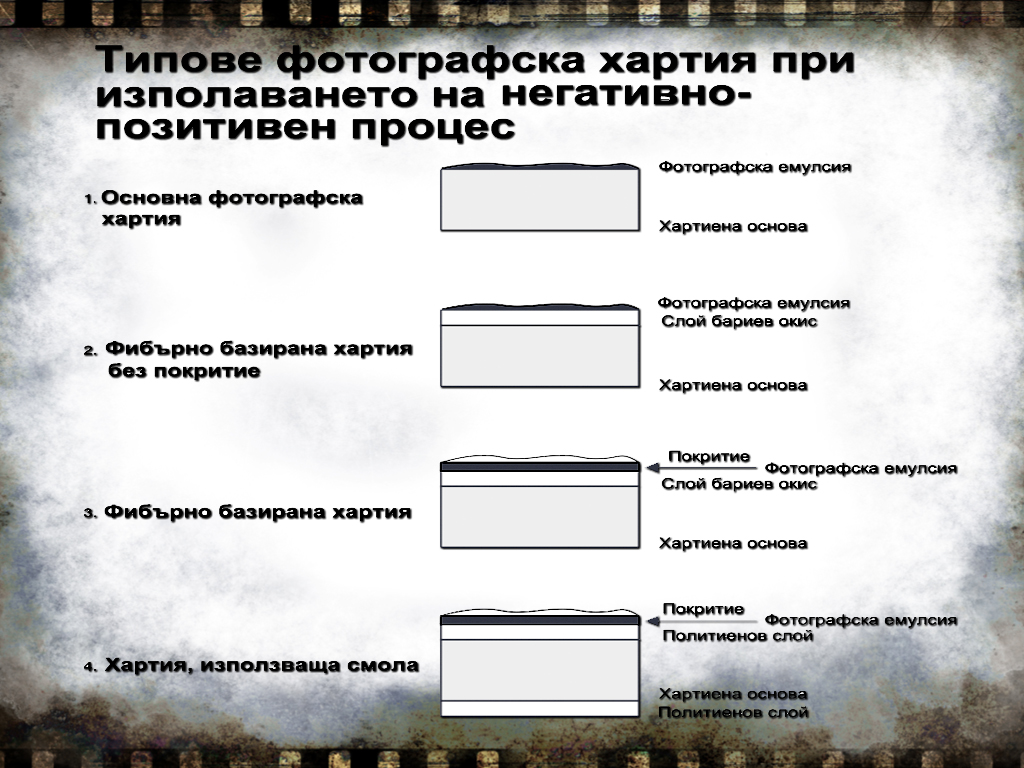 Типове фотографска хартия при
изполаването на негативно-
позитивен процес
1. Основна фотографска
хартия
Фотографска емулсия
Хартиена основа
2. Фибърно базирана хартия
без покритие
Фотографска емулсия
Слой бариев окис
Хартиена основа
3. Фибърно базирана хартия
Покритие
Фотографска емулсия
Слой бариев окис
Хартиена основа
4. Хартия, използваща смола
Покритие
Фотографска емулсия
Политиенов слой
Хартиена основа
Политиенов слой